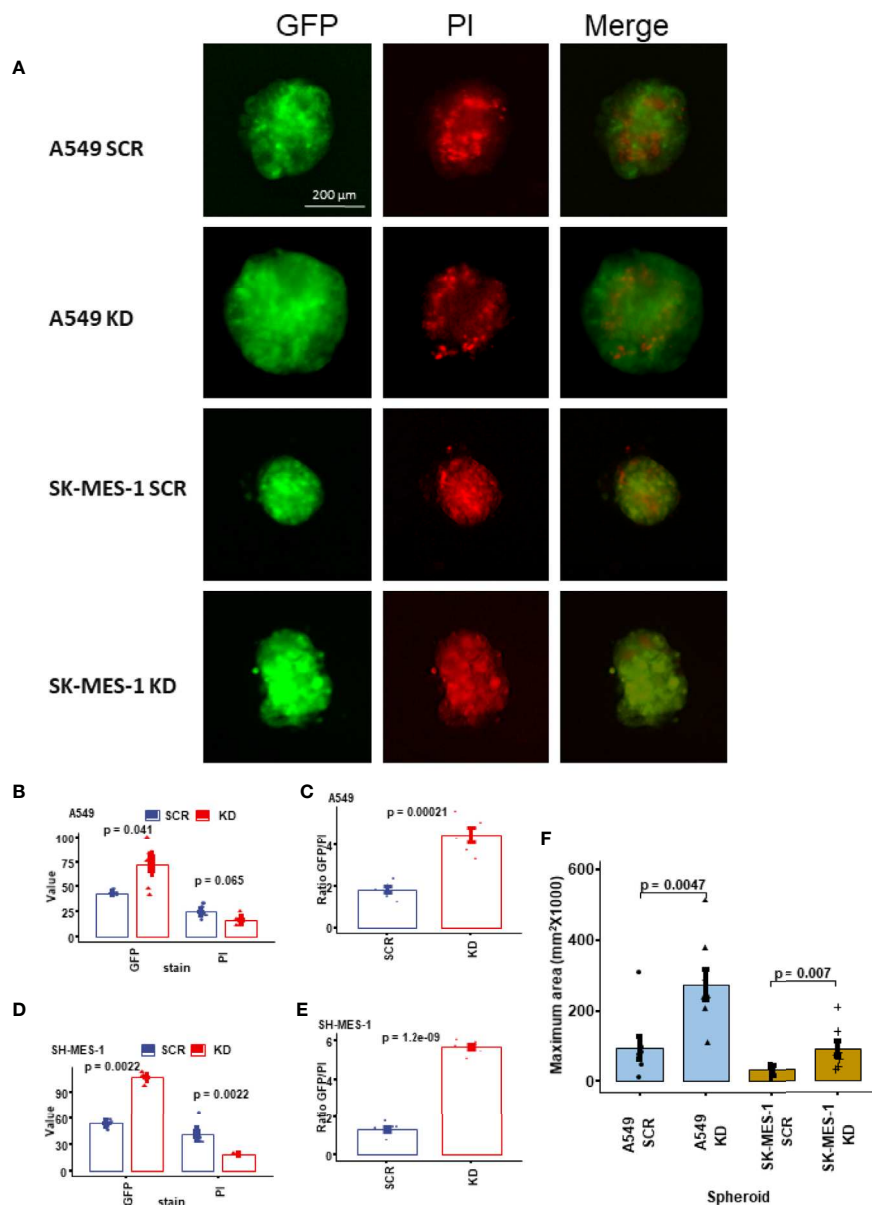 GFP PI Merge
A
A549 SCR
200 µm
A549 KD
SK-MES-1 SCR
SK-MES-1 KD
B
A549
SCR KD
p = 0.041
p = 0.065
Value
100
75
50
25
0
GFP
PI
stain
C
A549
p = 0.00021
Ratio GFP/PI
4
2
0
SCR
KD
D
SH-MES-1
SCR KD
p = 0.0022
p = 0.0022
Value
90
60
30
0
GFP
PI
stain
E
SH-MES-1
p = 1.2e-09
Ratio GFP/PI
6
4
2
0
SCR
KD
F
p = 0.0047
p = 0.007
Maximum area (mm²X1000)
600
400
200
0
A549
SCR
A549
KD
SK-MES-1
SCR
SK-MES-1
KD
Spheroid